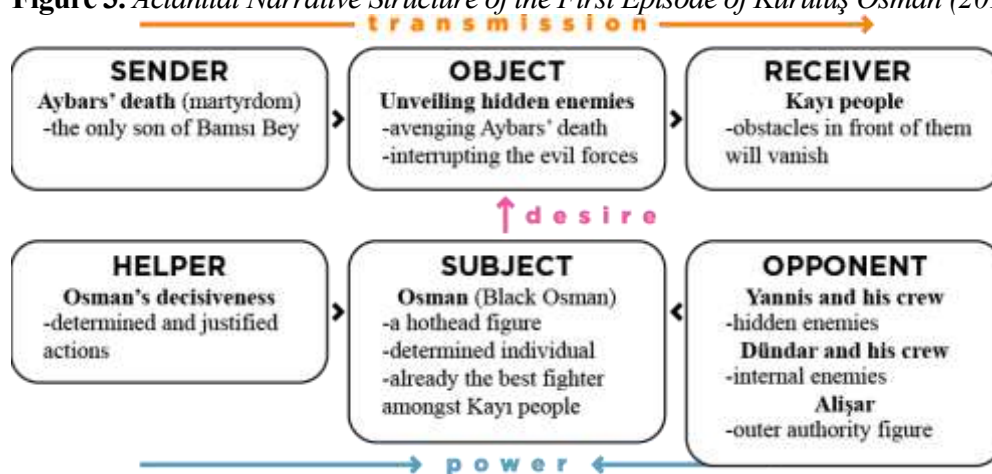 Figure 3. Actantial Narrative Structure of the First Episode of Kuruluş Osman (20
transmission
SENDER
Aybars' death (martyrdom)
-the only son of Bamsı Bey
OBJECT
Unveiling hidden enemies
-avenging Aybars' death
-interrupting the evil forces
RECEIVER
Kayı people
-obstacles in front of them
will vanish
desire
HELPER
Osman's decisiveness
-determined and justified
actions
SUBJECT
Osman (Black Osman)
-a hothead figure
-determined individual
-already the best fighter
amongst Kayı people
OPPONENT
Yannis and his crew
-hidden enemies
Dündar and his crew
-internal enemies
Alişar
-outer authority figure
power